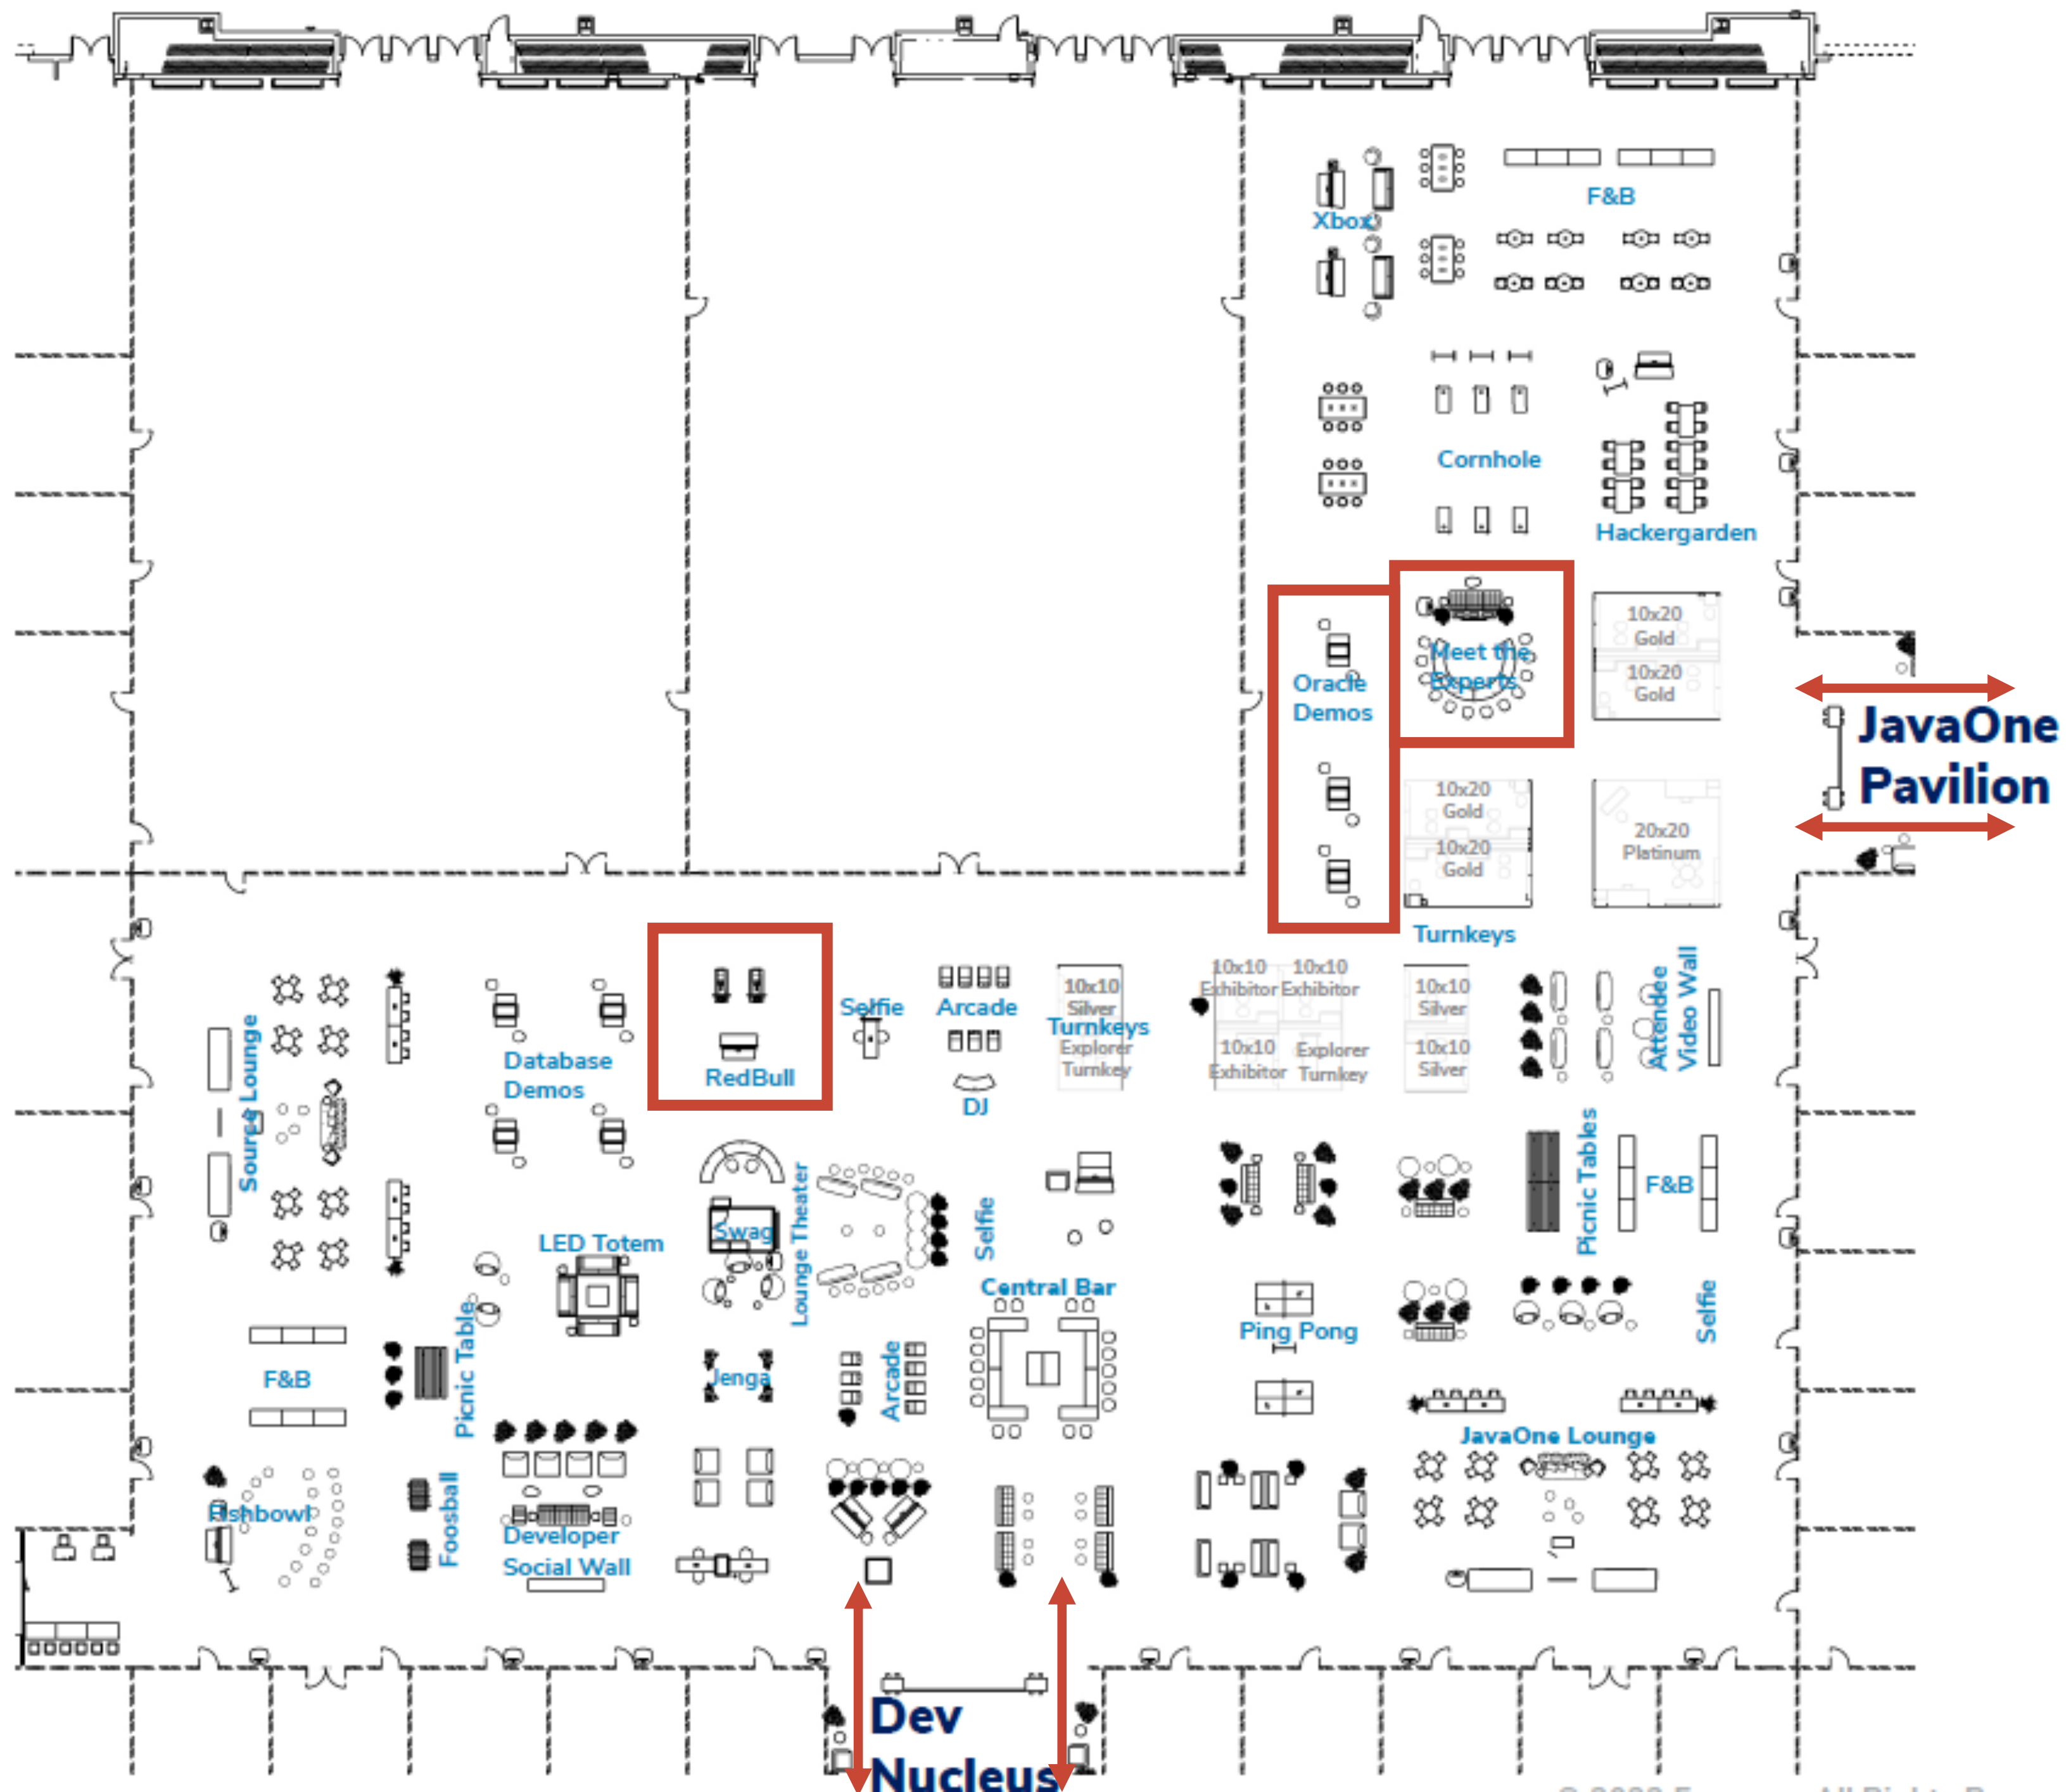 F&B
Xbox
Cornhole
Hackergarden
Meet the
Experts
10x20
Gold
10x20
Gold
Oracle
Demos
JavaOne
Pavilion
10x20
Gold
10x20
Gold
20x20
Platinum
Turnkeys
Source Lounge
Database
Demos
RedBull
Selfie
Arcade
DJ
10x10
Silver
Turnkeys
Explorer
Turnkey
10x10
Exhibitor
10x10
Exhibitor
10x10
Exhibitor
Explorer
Turnkey
10x10
Silver
10x10
Silver
Attendee
Video Wall
LED Totem
Swag
Lounge Theater
Selfie
Central Bar
Picnic Tables
F&B
Ping Pong
Selfie
F&B
Picnic Table
Jenga
Arcade
JavaOne Lounge
Fishbowl
Foosball
Developer
Social Wall
Dev
Nucleus